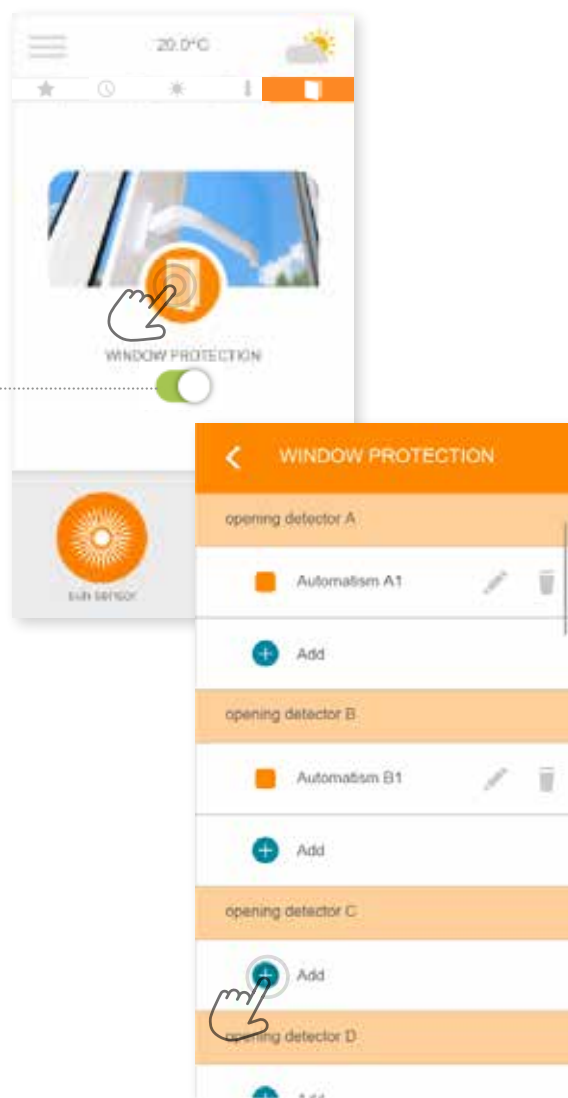 20.0°C
WINDOW PROTECTION
sun sensor
WINDOW PROTECTION
opening detector A
Automatism A1
Add
opening detector B
Automatism B1
Add
opening detector C
Add
opening detector D